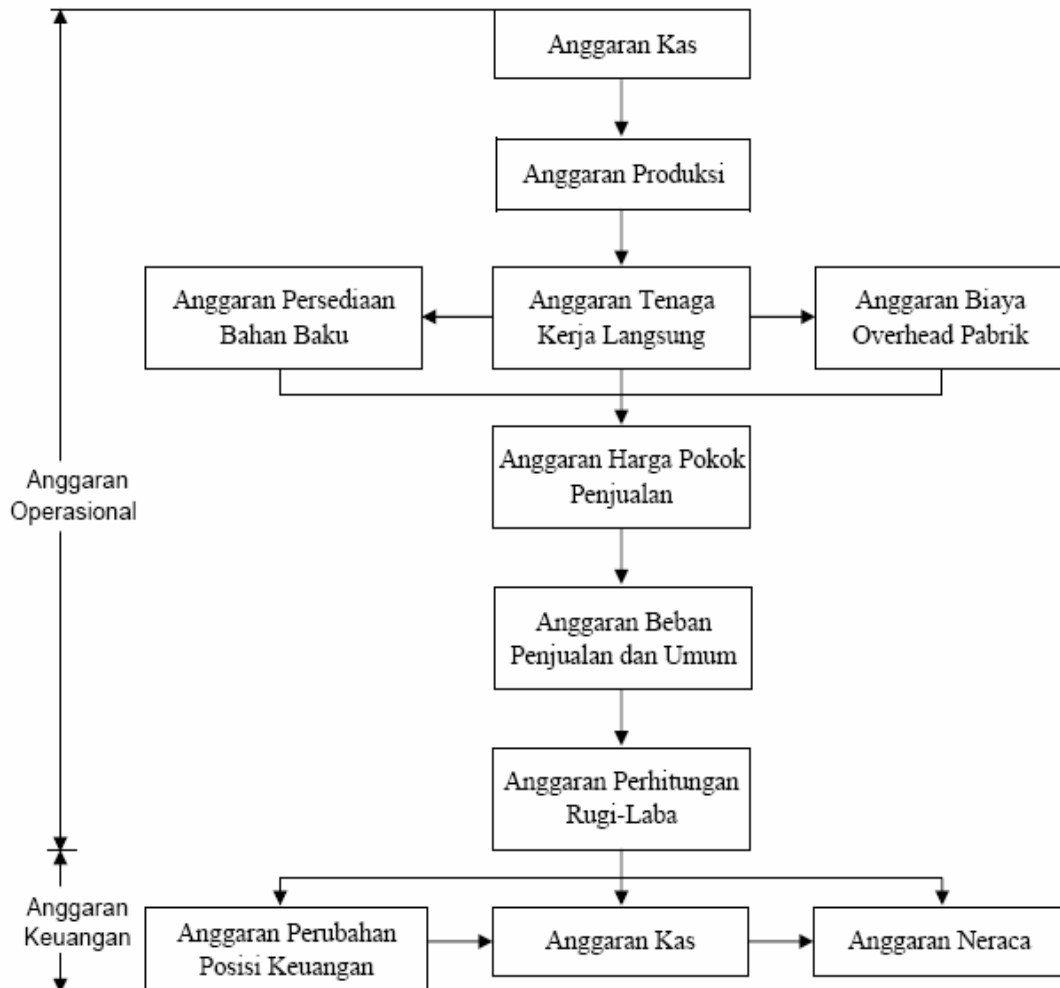 Anggaran Kas
Anggaran Produksi
Anggaran Persediaan
Bahan Baku
Anggaran Tenaga
Kerja Langsung
Anggaran Biaya
Overhead Pabrik
Anggaran Harga Pokok
Penjualan
Anggaran
Operasional
Anggaran Beban
Penjualan dan Umum
Anggaran Perhitungan
Rugi-Laba
Anggaran
Keuangan
Anggaran Perubahan
Posisi Keuangan
Anggaran Kas
Anggaran Neraca